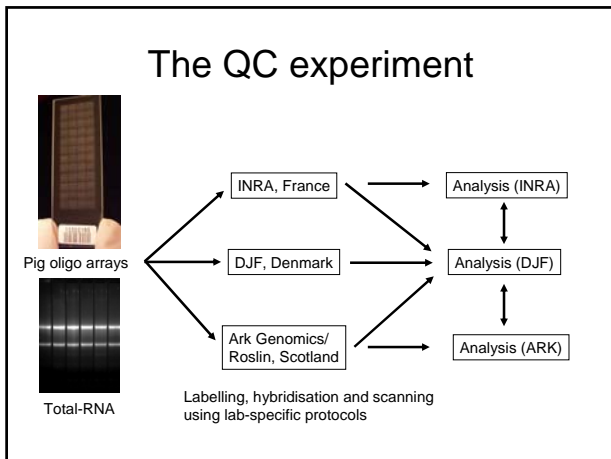 The QC experiment
INRA, France
Analysis (INRA)
Pig oligo arrays
DJF, Denmark
Analysis (DJF)
Ark Genomics/
Roslin, Scotland
Analysis (ARK)
Total-RNA
Labelling, hybridisation and scanning
using lab-specific protocols